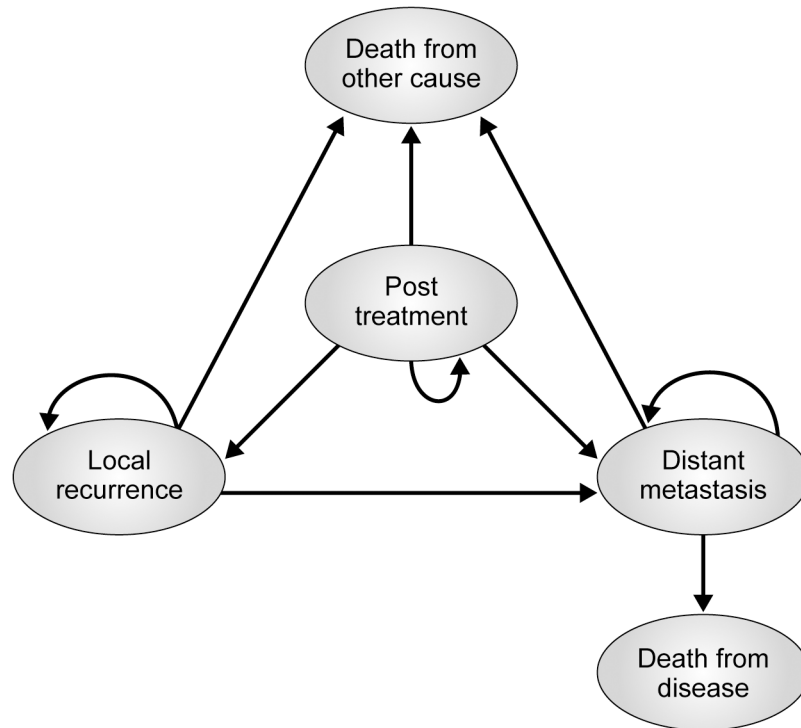 Death from
other cause
Post
treatment
Local
recurrence
Distant
metastasis
Death from
disease